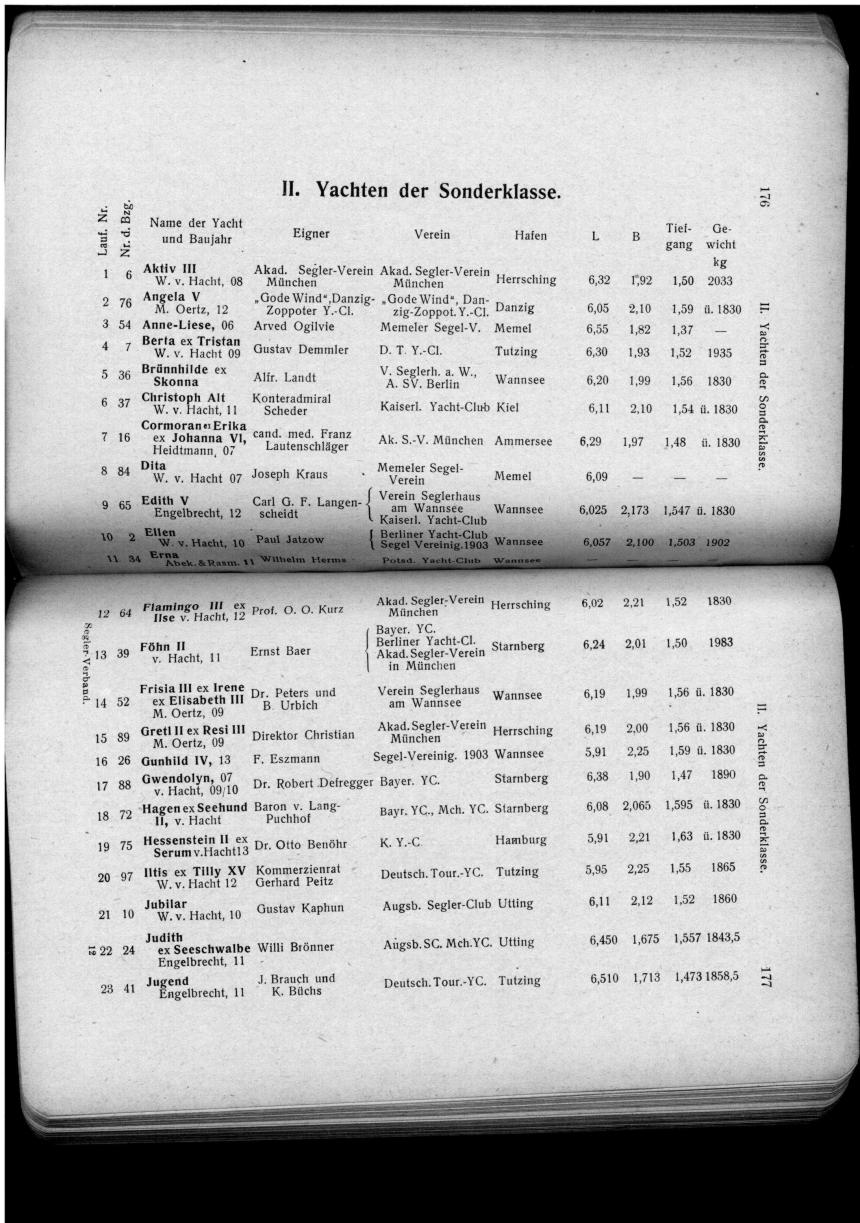 II. Yachten der Sonderklasse.
176
II. Yachten der Sonderklasse.
Lauf. Nr. Nr. d. Bzg. Name der Yacht und Baujahr Eigner Verein Hafen L B Tief- gang Ge- wicht kg
1 6 Aktiv III Akad. Segler-Verein Akad. Segler-Verein
W. v. Hacht, 08 München München Herrsching 6,32 1,92 1,50 2033
2 76 Angela V „Gode Wind",Danzig- „Gode Wind", Dan-
M. Oertz, 12 Zoppoter Y.-Cl. zig-Zoppot. Y.-Cl. Danzig 6,05 2,10 1,59 ü. 1830
3 54 Anne-Liese, 06 Arved Ogilvie Memeler Segel-V. Memel 6,55 1,82 1,37 —
4 7 Berta ex Tristan
W. v. Hacht 09 Gustav Demmler D. T. Y.-Cl. Tutzing 6,30 1,93 1,52 1935
5 36 Brünnhilde ex V. Seglerh. a. W.,
Skonna Alfr. Landt A. SV. Berlin Wannsee 6,20 1,99 1,56 1830
6 37 Christoph Alt Konteradmiral
W. v. Hacht, 11 Scheder Kaiserl. Yacht-Club Kiel 6,11 2,10 1,54 ü. 1830
Cormoran ex Erika
7 16 ex Johanna VI, cand. med. Franz Ak. S.-V. München Ammersee 6,29 1,97 1,48 ü. 1830
Heidtmann, 07 Lautenschläger
8 84 Dita Memeler Segel-
W. v. Hacht 07 Joseph Kraus Verein Memel 6,09 — — —
9 65 Edith V Carl G. F. Langen- Verein Seglerhaus
Engelbrecht, 12 scheidt am Wannsee Wannsee 6,025 2,173 1,547 ü. 1830
Kaiserl. Yacht-Club
10 2 Ellen Berliner Yacht-Club
W. v. Hacht, 10 Paul Jatzow Segel Vereinig. 1903 Wannsee 6,057 2,100 1,503 1902
11 34 Erna
Abek. & Rasm. 11 Wilhelm Herms Potsd. Yacht-Club Wannsee — — — —
12 64 Flamingo III ex Akad. Segler-Verein
Ilse v. Hacht, 12 Prof. O. O. Kurz München Herrsching 6,02 2,21 1,52 1830
Segler-Verband.
Bayer. YC.
13 39 Föhn II Berliner Yacht-Cl.
v. Hacht, 11 Ernst Baer Akad. Segler-Verein Starnberg 6,24 2,01 1,50 1983
in München
Frisia III ex Irene
14 52 ex Elisabeth III Dr. Peters und Verein Seglerhaus Wannsee 6,19 1,99 1,56 ü. 1830
M. Oertz, 09 B. Urbich am Wannsee
15 89 Gretl II ex Resi III Akad. Segler-Verein
M. Oertz, 09 Direktor Christian München Herrsching 6,19 2,00 1,56 ü. 1830
16 26 Gunhild IV, 13 F. Eszmann Segel-Vereinig. 1903 Wannsee 5,91 2,25 1,59 ü. 1830
17 88 Gwendolyn, 07
v. Hacht, 09/10 Dr. Robert Defregger Bayer. YC. Starnberg 6,38 1,90 1,47 1890
18 72 Hagen ex Seehund Baron v. Lang-
II, v. Hacht Puchhof Bayr. YC., Mch. YC. Starnberg 6,08 2,065 1,595 ü. 1830
19 75 Hessenstein II ex
Serum v. Hacht 13 Dr. Otto Benöhr K. Y.-C. Hamburg 5,91 2,21 1,63 ü. 1830
20 97 Iltis ex Tilly XV Kommerzienrat
W. v. Hacht 12 Gerhard Peitz Deutsch. Tour.-YC. Tutzing 5,95 2,25 1,55 1865
21 10 Jubilar
W. v. Hacht, 10 Gustav Kaphun Augsb. Segler-Club Utting 6,11 2,12 1,52 1860
Judith
12 22 24 ex Seeschwalbe Willi Brönner Augsb. SC. Mch. YC. Utting 6,450 1,675 1,557 1843,5
Engelbrecht, 11
23 41 Jugend J. Brauch und
Engelbrecht, 11 K. Büchs Deutsch. Tour.-YC. Tutzing 6,510 1,713 1,473 1858,5
II. Yachten der Sonderklasse.
177